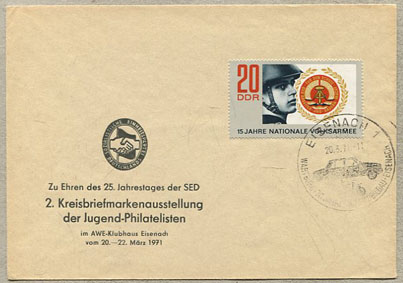 20
DDR
15 JAHRE NATIONALE VOLKSARMEE
EISENACH 1
Zu Ehren des 25. Jahrestages der SED
2. Kreisbriefmarkenausstellung
der Jugend-Philatelisten
im AWE-Klubhaus Eisenach
vom 20.—22. März 1971